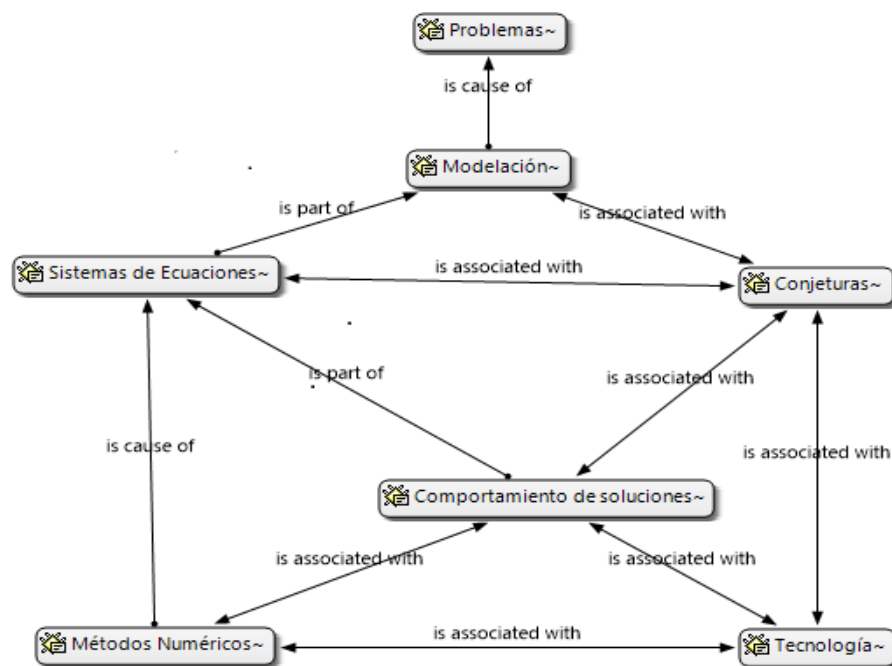 Problemas~
is cause of
Modelación~
is part of
is associated with
Sistemas de Ecuaciones~
is associated with
Conjeturas~
is part of
is associated with
is cause of
is associated with
Comportamiento de soluciones~
is associated with
is associated with
Métodos Numéricos~
is associated with
Tecnología~